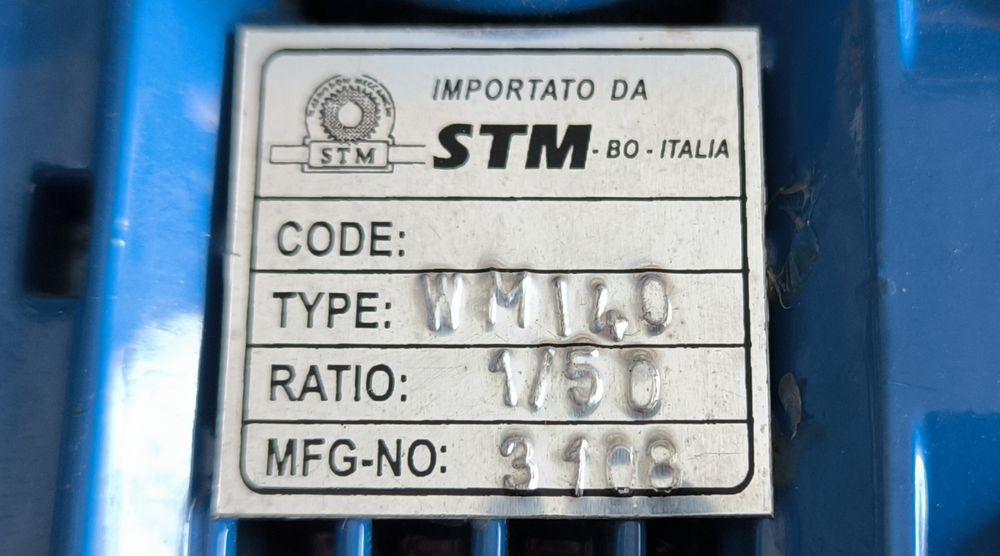 IMPORTATO DA
STM
STM - BO - ITALIA
CODE:
TYPE: WM140
RATIO: 1/50
MFG-NO: 3108